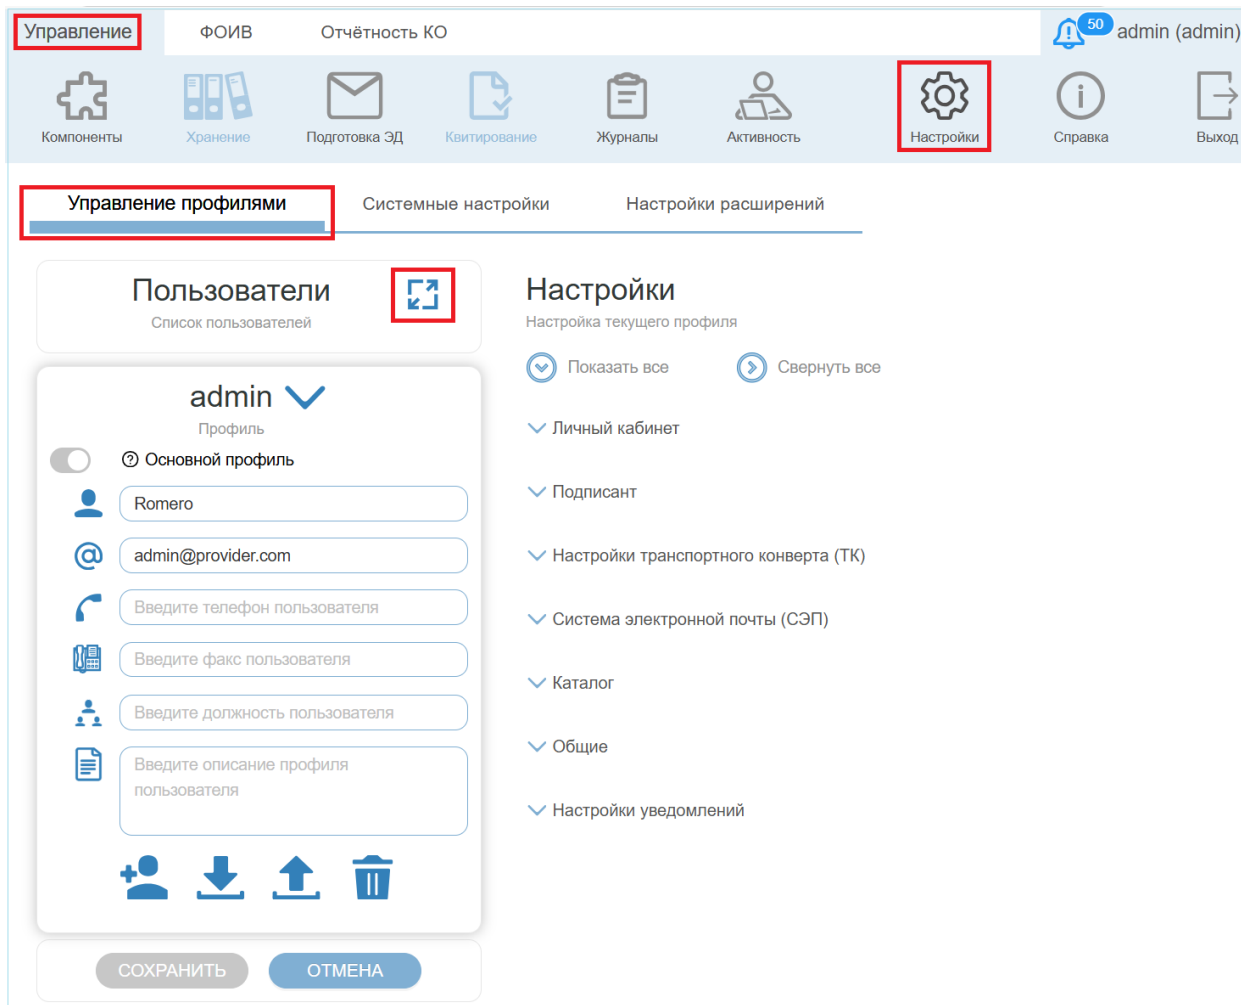 Управление ФОИВ Отчётность КО 50 admin (admin)
Компоненты Хранение Подготовка ЭД Квитирование Журналы Активность Настройки Справка Выход
Управление профилями Системные настройки Настройки расширений
Пользователи
Список пользователей
admin
Профиль
Основной профиль
Romero
admin@provider.com
Введите телефон пользователя
Введите факс пользователя
Введите должность пользователя
Введите описание профиля
пользователя
СОХРАНИТЬ ОТМЕНА
Настройки
Настройка текущего профиля
Показать все Свернуть все
Личный кабинет
Подписант
Настройки транспортного конверта (ТК)
Система электронной почты (СЭП)
Каталог
Общие
Настройки уведомлений